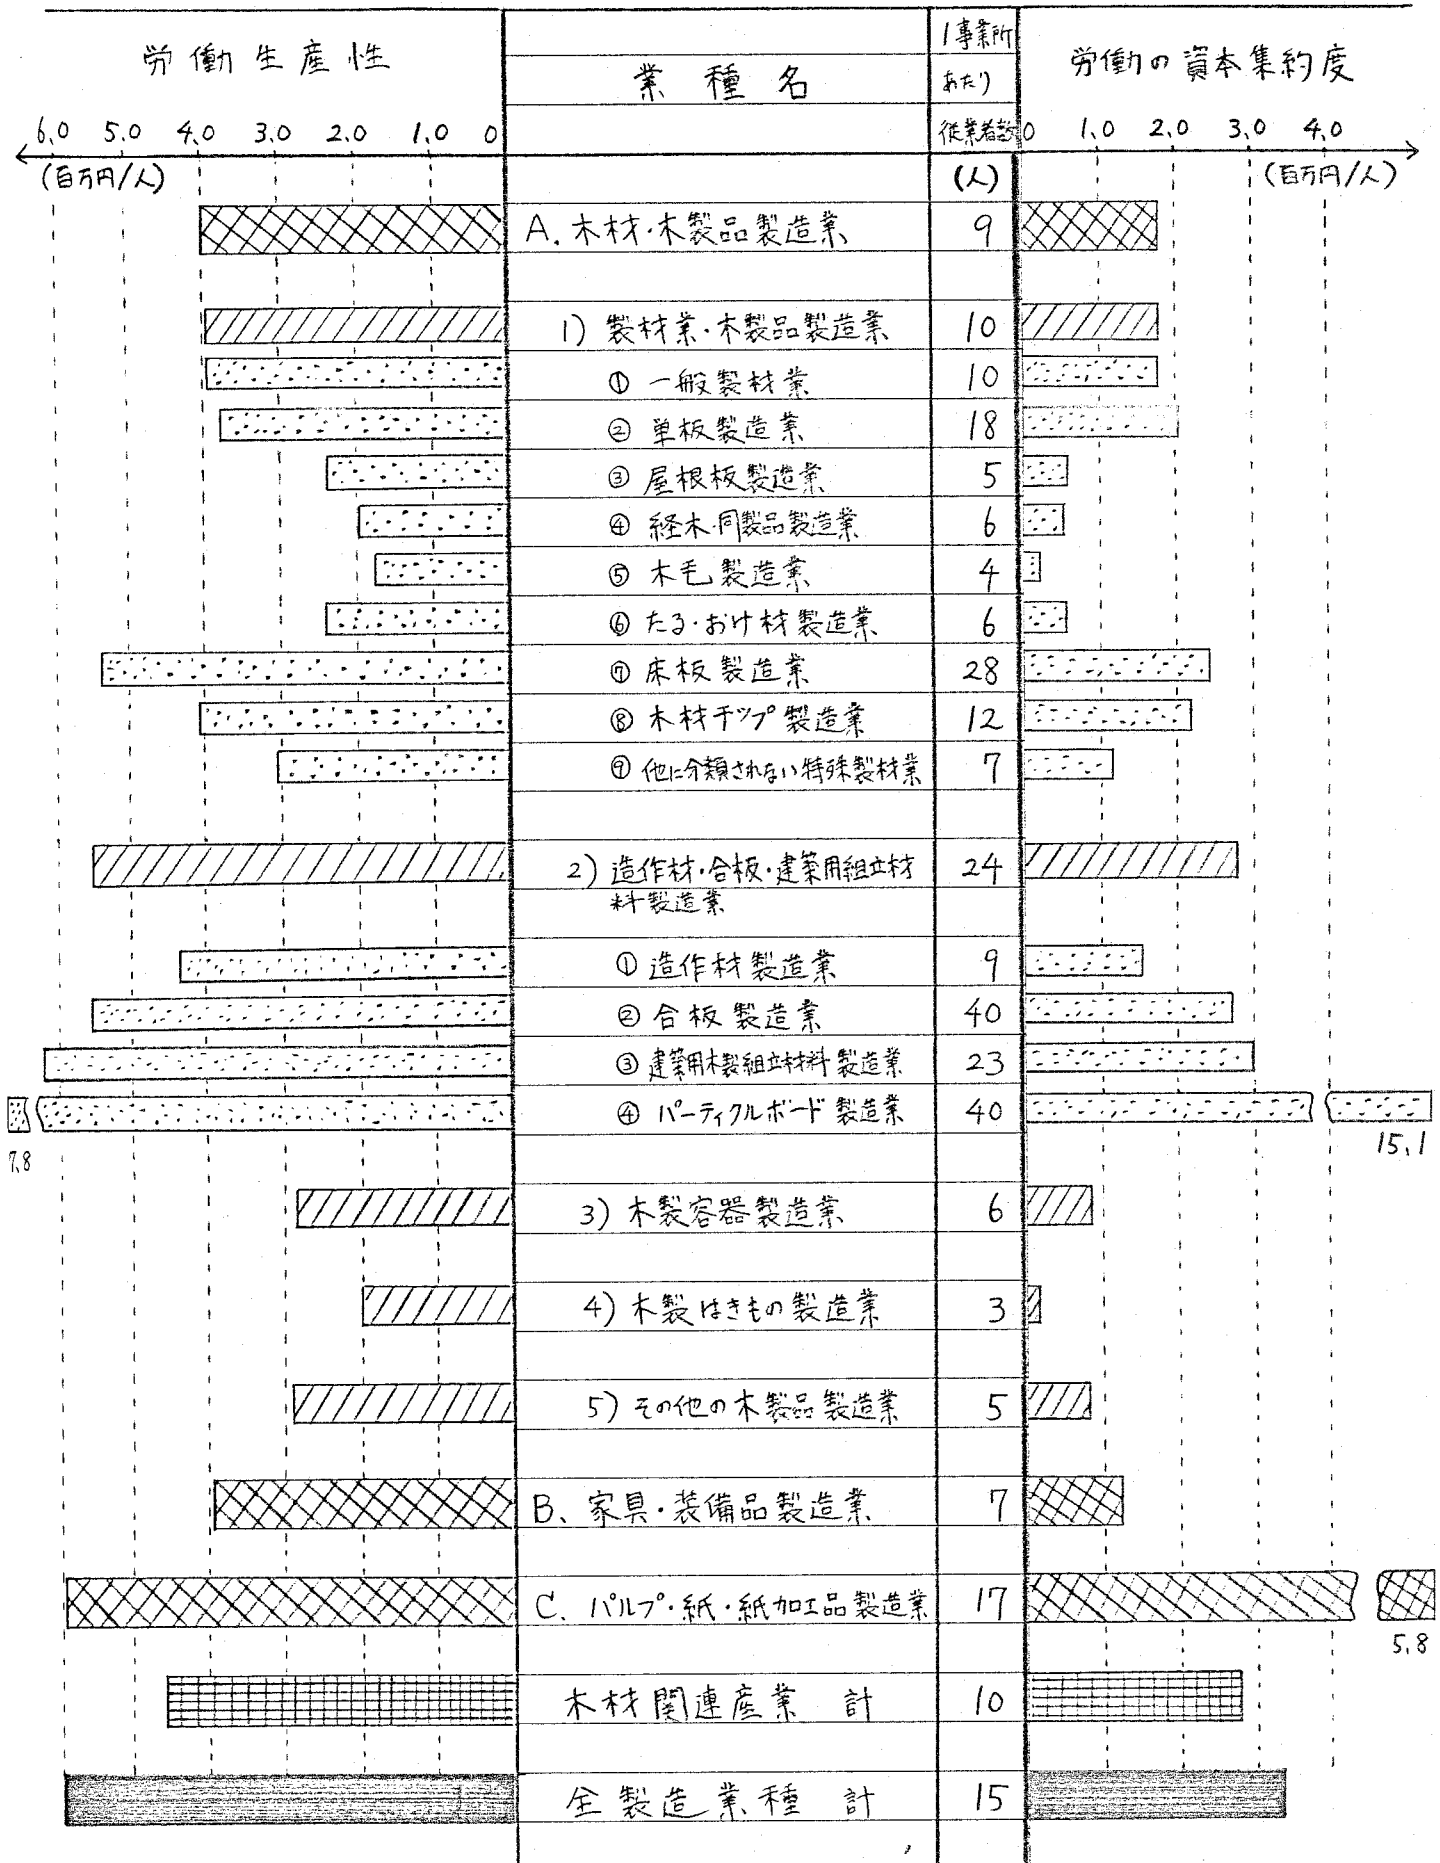 労働生産性
業種名
1事業所
あたり
従業者数
(人)
労働の資本集約度
6.0 5.0 4.0 3.0 2.0 1.0 0
(百万円/人)
0 1.0 2.0 3.0 4.0
(百万円/人)
A. 木材・木製品製造業 9
1) 製材業・木製品製造業 10
① 一般製材業 10
② 単板製造業 18
③ 屋根板製造業 5
④ 経木・同製品製造業 6
⑤ 木毛製造業 4
⑥ たる・おけ材製造業 6
⑦ 床板製造業 28
⑧ 木材チップ製造業 12
⑨ 他に分類されない特殊製材業 7
2) 造作材・合板・建築用組立材 24
料製造業
① 造作材製造業 9
② 合板製造業 40
③ 建築用木製組立材料製造業 23
④ パーティクルボード製造業 40
7.8
15.1
3) 木製容器製造業 6
4) 木製はきもの製造業 3
5) その他の木製品製造業 5
B、家具・装備品製造業 7
C、パルプ・紙・紙加工品製造業 17
5.8
木材関連産業 計 10
全製造業種 計 15